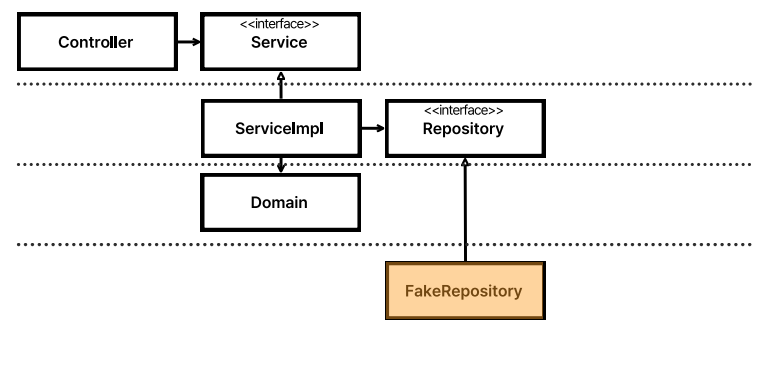 Controller
<<interface>>
Service
ServiceImpl
<<interface>>
Repository
Domain
FakeRepository